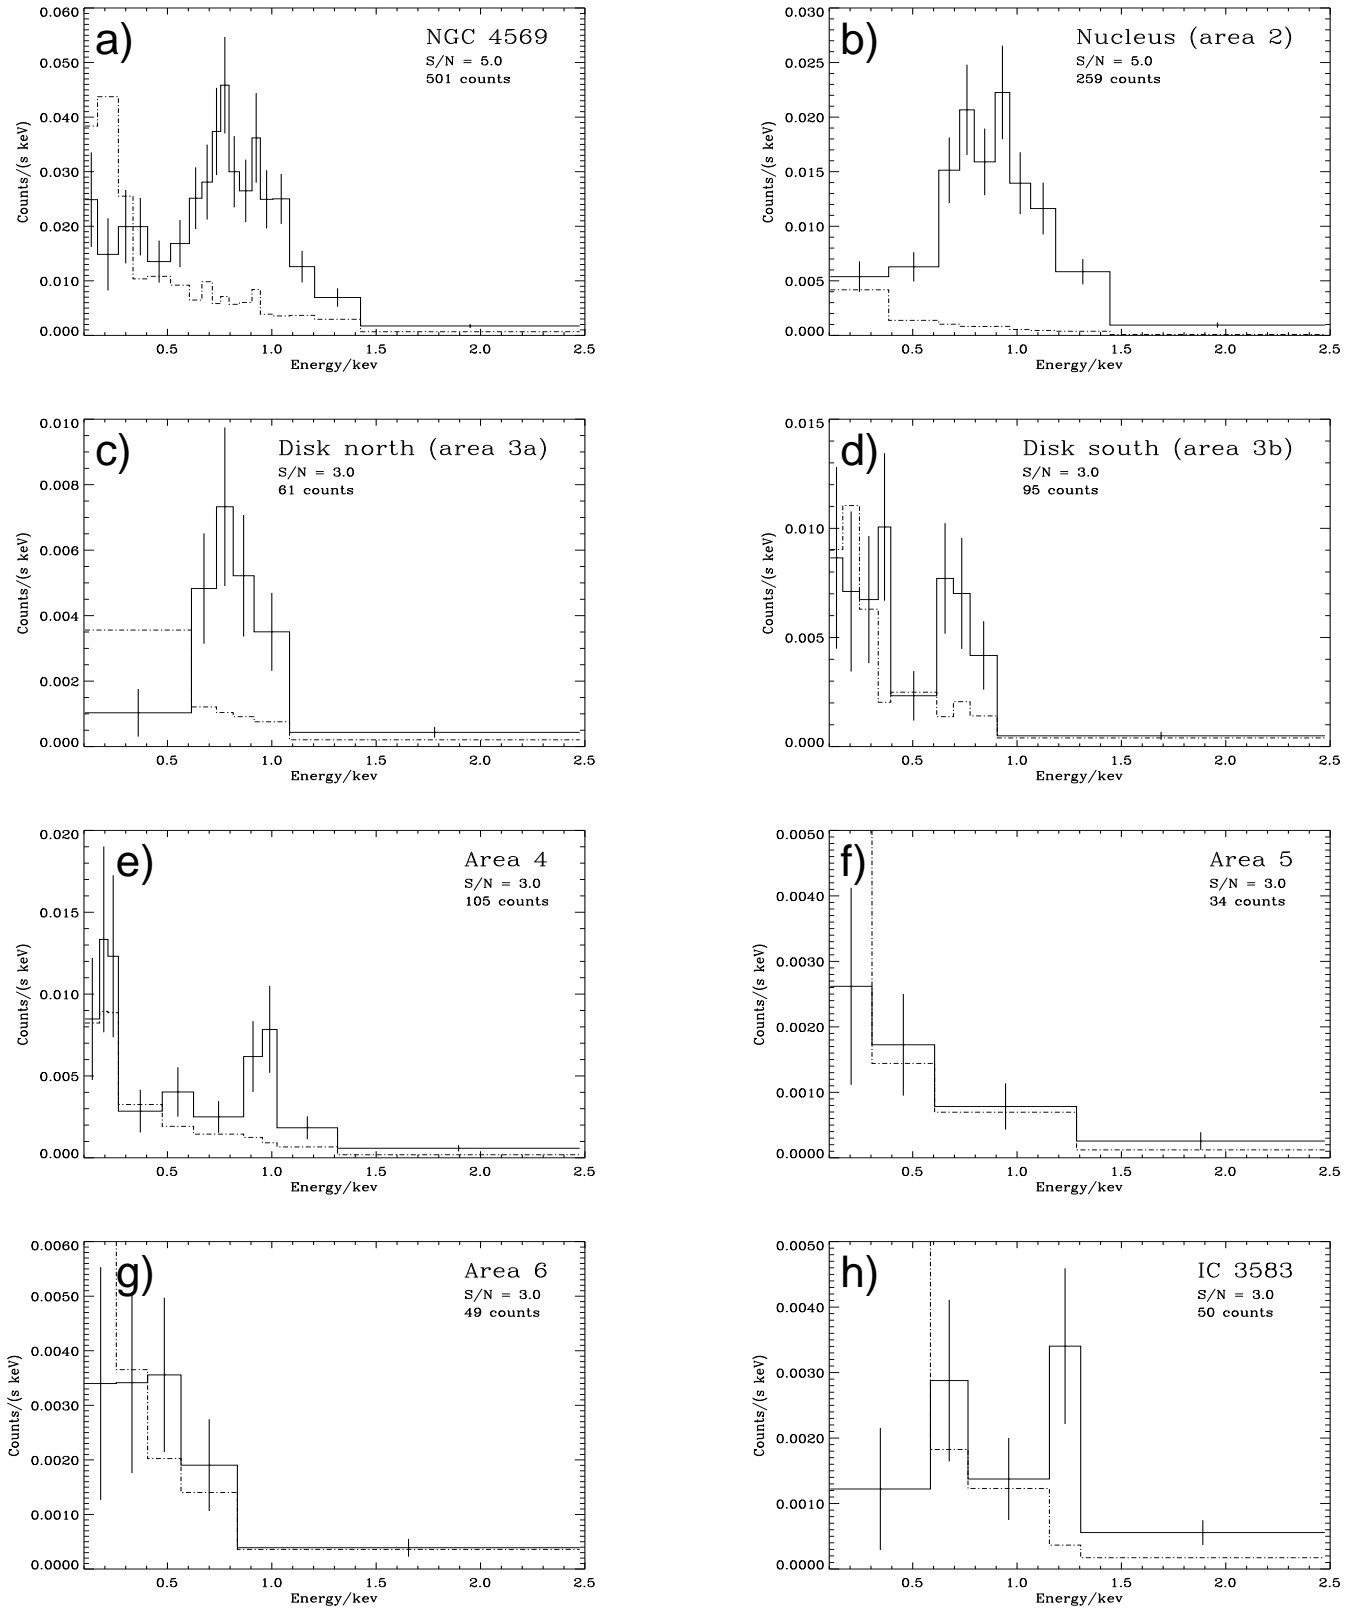 a)
NGC 4569
S/N = 5.0
501 counts
Counts/(s keV)
0.060
0.050
0.040
0.030
0.020
0.010
0.000
0.5 1.0 1.5 2.0 2.5
Energy/kev
b)
Nucleus (area 2)
S/N = 5.0
259 counts
Counts/(s keV)
0.030
0.025
0.020
0.015
0.010
0.005
0.000
0.5 1.0 1.5 2.0 2.5
Energy/kev
c)
Disk north (area 3a)
S/N = 3.0
61 counts
Counts/(s keV)
0.010
0.008
0.006
0.004
0.002
0.000
0.5 1.0 1.5 2.0 2.5
Energy/kev
d)
Disk south (area 3b)
S/N = 3.0
95 counts
Counts/(s keV)
0.015
0.010
0.005
0.000
0.5 1.0 1.5 2.0 2.5
Energy/kev
e)
Area 4
S/N = 3.0
105 counts
Counts/(s keV)
0.020
0.015
0.010
0.005
0.000
0.5 1.0 1.5 2.0 2.5
Energy/kev
f)
Area 5
S/N = 3.0
34 counts
Counts/(s keV)
0.0050
0.0040
0.0030
0.0020
0.0010
0.0000
0.5 1.0 1.5 2.0 2.5
Energy/kev
g)
Area 6
S/N = 3.0
49 counts
Counts/(s keV)
0.0060
0.0050
0.0040
0.0030
0.0020
0.0010
0.0000
0.5 1.0 1.5 2.0 2.5
Energy/kev
h)
IC 3583
S/N = 3.0
50 counts
Counts/(s keV)
0.0050
0.0040
0.0030
0.0020
0.0010
0.0000
0.5 1.0 1.5 2.0 2.5
Energy/kev